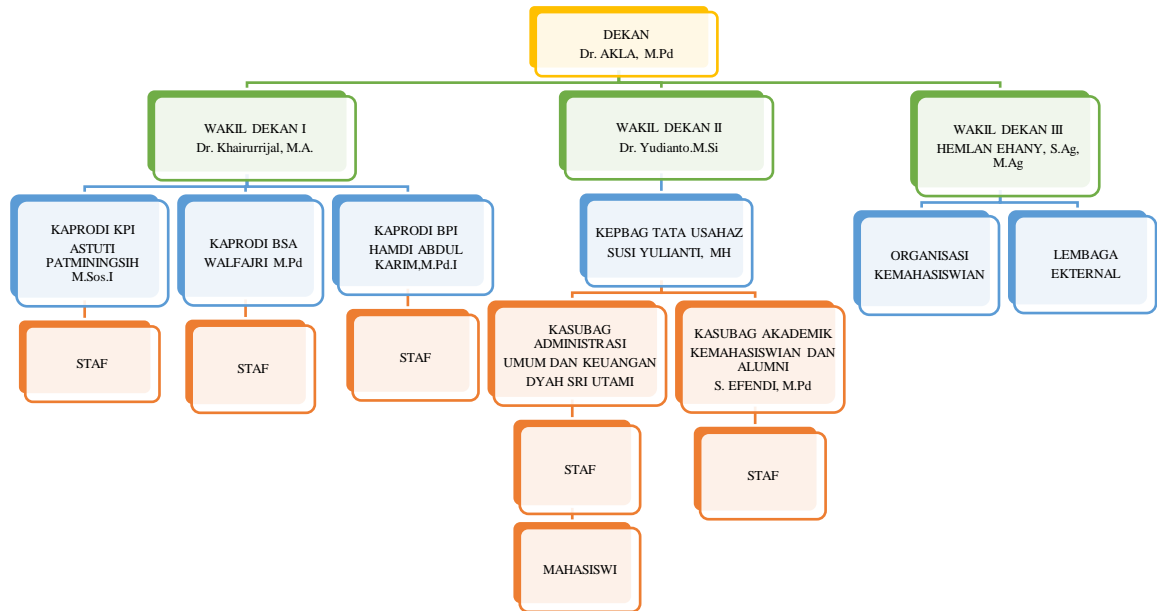 DEKAN
Dr. AKLA, M.Pd
WAKIL DEKAN I
Dr. Khairurrijal, M.A.
WAKIL DEKAN II
Dr. Yudianto.M.Si
WAKIL DEKAN III
HEMLAN EHANY, S.Ag,
M.Ag
KAPRODI KPI
ASTUTI
PATMININGSIH
M.Sos.I
KAPRODI BSA
WALFAJRI M.Pd
KAPRODI BPI
HAMDI ABDUL
KARIM,M.Pd.I
KEPBAG TATA USAHAZ
SUSI YULIANTI, MH
ORGANISASI
KEMAHASISWIAN
LEMBAGA
EKTERNAL
STAF
STAF
STAF
KASUBAG
ADMINISTRASI
UMUM DAN KEUANGAN
DYAH SRI UTAMI
KASUBAG AKADEMIK
KEMAHASISWIAN DAN
ALUMNI
S. EFENDI, M.Pd
STAF
STAF
MAHASISWI